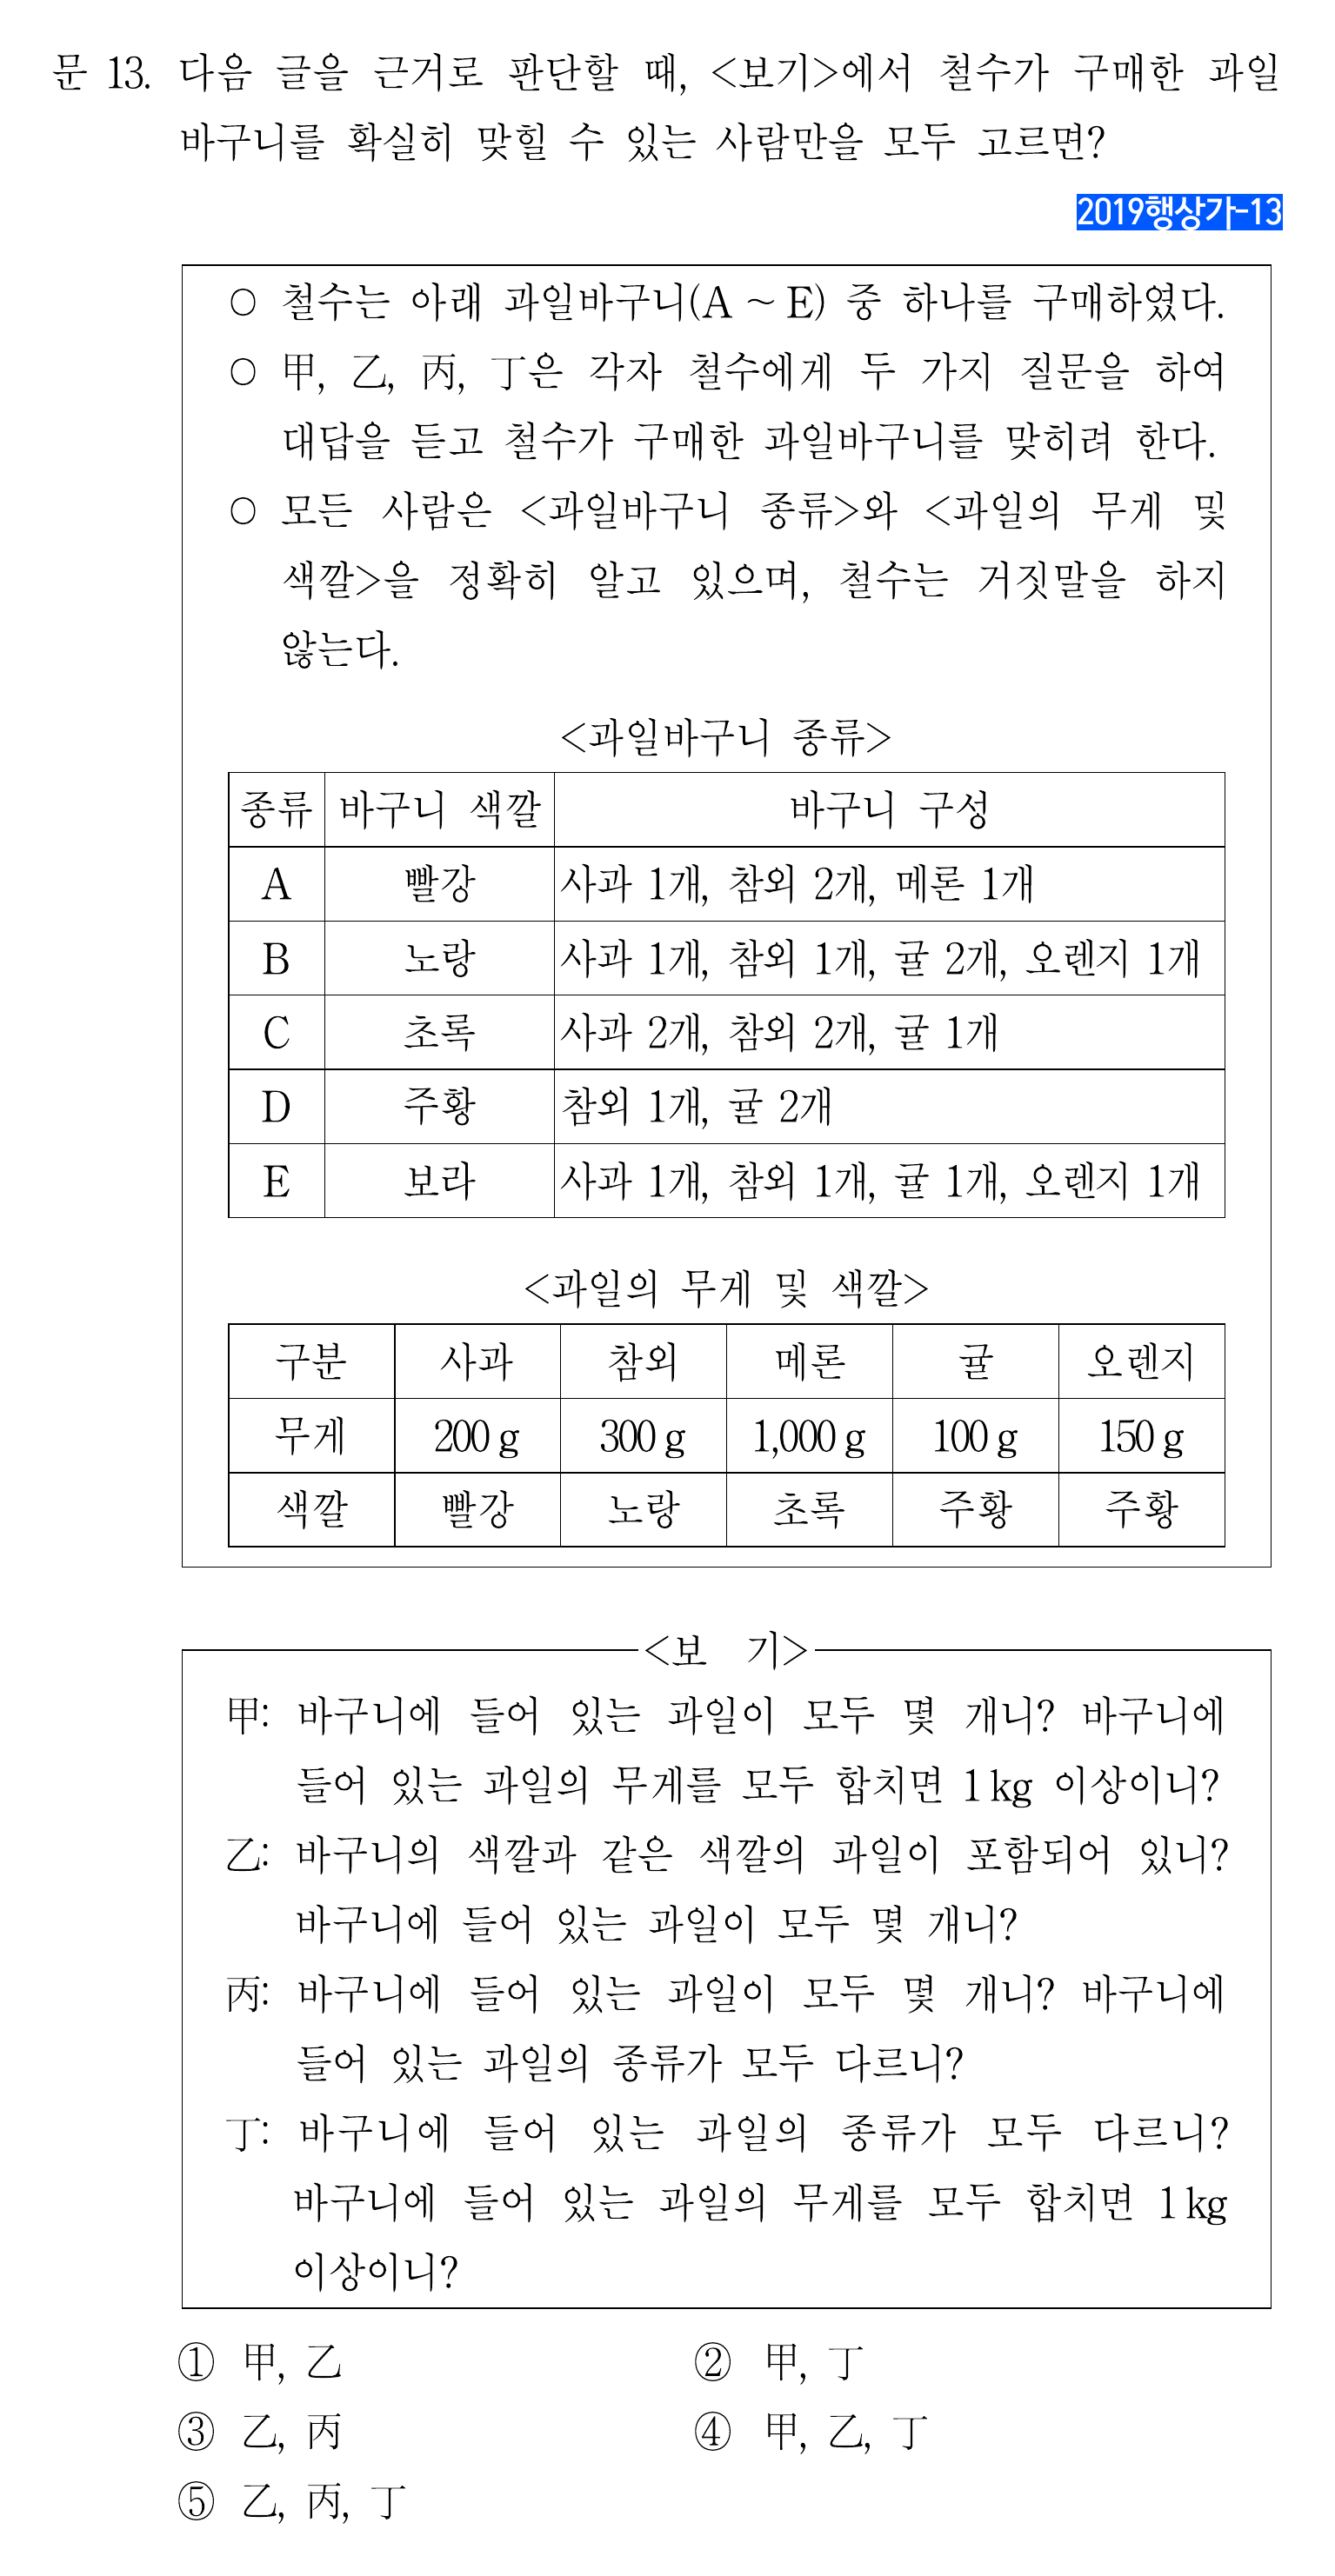 문 13. 다음 글을 근거로 판단할 때, <보기>에서 철수가 구매한 과일
바구니를 확실히 맞힐 수 있는 사람만을 모두 고르면?
2019행상가-13
○ 철수는 아래 과일바구니(A ~ E) 중 하나를 구매하였다.
○ 甲, 乙, 丙, 丁은 각자 철수에게 두 가지 질문을 하여
대답을 듣고 철수가 구매한 과일바구니를 맞히려 한다.
○ 모든 사람은 <과일바구니 종류>와 <과일의 무게 및
색깔>을 정확히 알고 있으며, 철수는 거짓말을 하지
않는다.
<과일바구니 종류>
종류 바구니 색깔 바구니 구성
A 빨강 사과 1개, 참외 2개, 메론 1개
B 노랑 사과 1개, 참외 1개, 귤 2개, 오렌지 1개
C 초록 사과 2개, 참외 2개, 귤 1개
D 주황 참외 1개, 귤 2개
E 보라 사과 1개, 참외 1개, 귤 1개, 오렌지 1개
<과일의 무게 및 색깔>
구분 사과 참외 메론 귤 오렌지
무게 200 g 300 g 1,000 g 100 g 150 g
색깔 빨강 노랑 초록 주황 주황
<보 기>
甲: 바구니에 들어 있는 과일이 모두 몇 개니? 바구니에
들어 있는 과일의 무게를 모두 합치면 1 kg 이상이니?
乙: 바구니의 색깔과 같은 색깔의 과일이 포함되어 있니?
바구니에 들어 있는 과일이 모두 몇 개니?
丙: 바구니에 들어 있는 과일이 모두 몇 개니? 바구니에
들어 있는 과일의 종류가 모두 다르니?
丁: 바구니에 들어 있는 과일의 종류가 모두 다르니?
바구니에 들어 있는 과일의 무게를 모두 합치면 1 kg
이상이니?
① 甲, 乙 ② 甲, 丁
③ 乙, 丙 ④ 甲, 乙, 丁
⑤ 乙, 丙, 丁